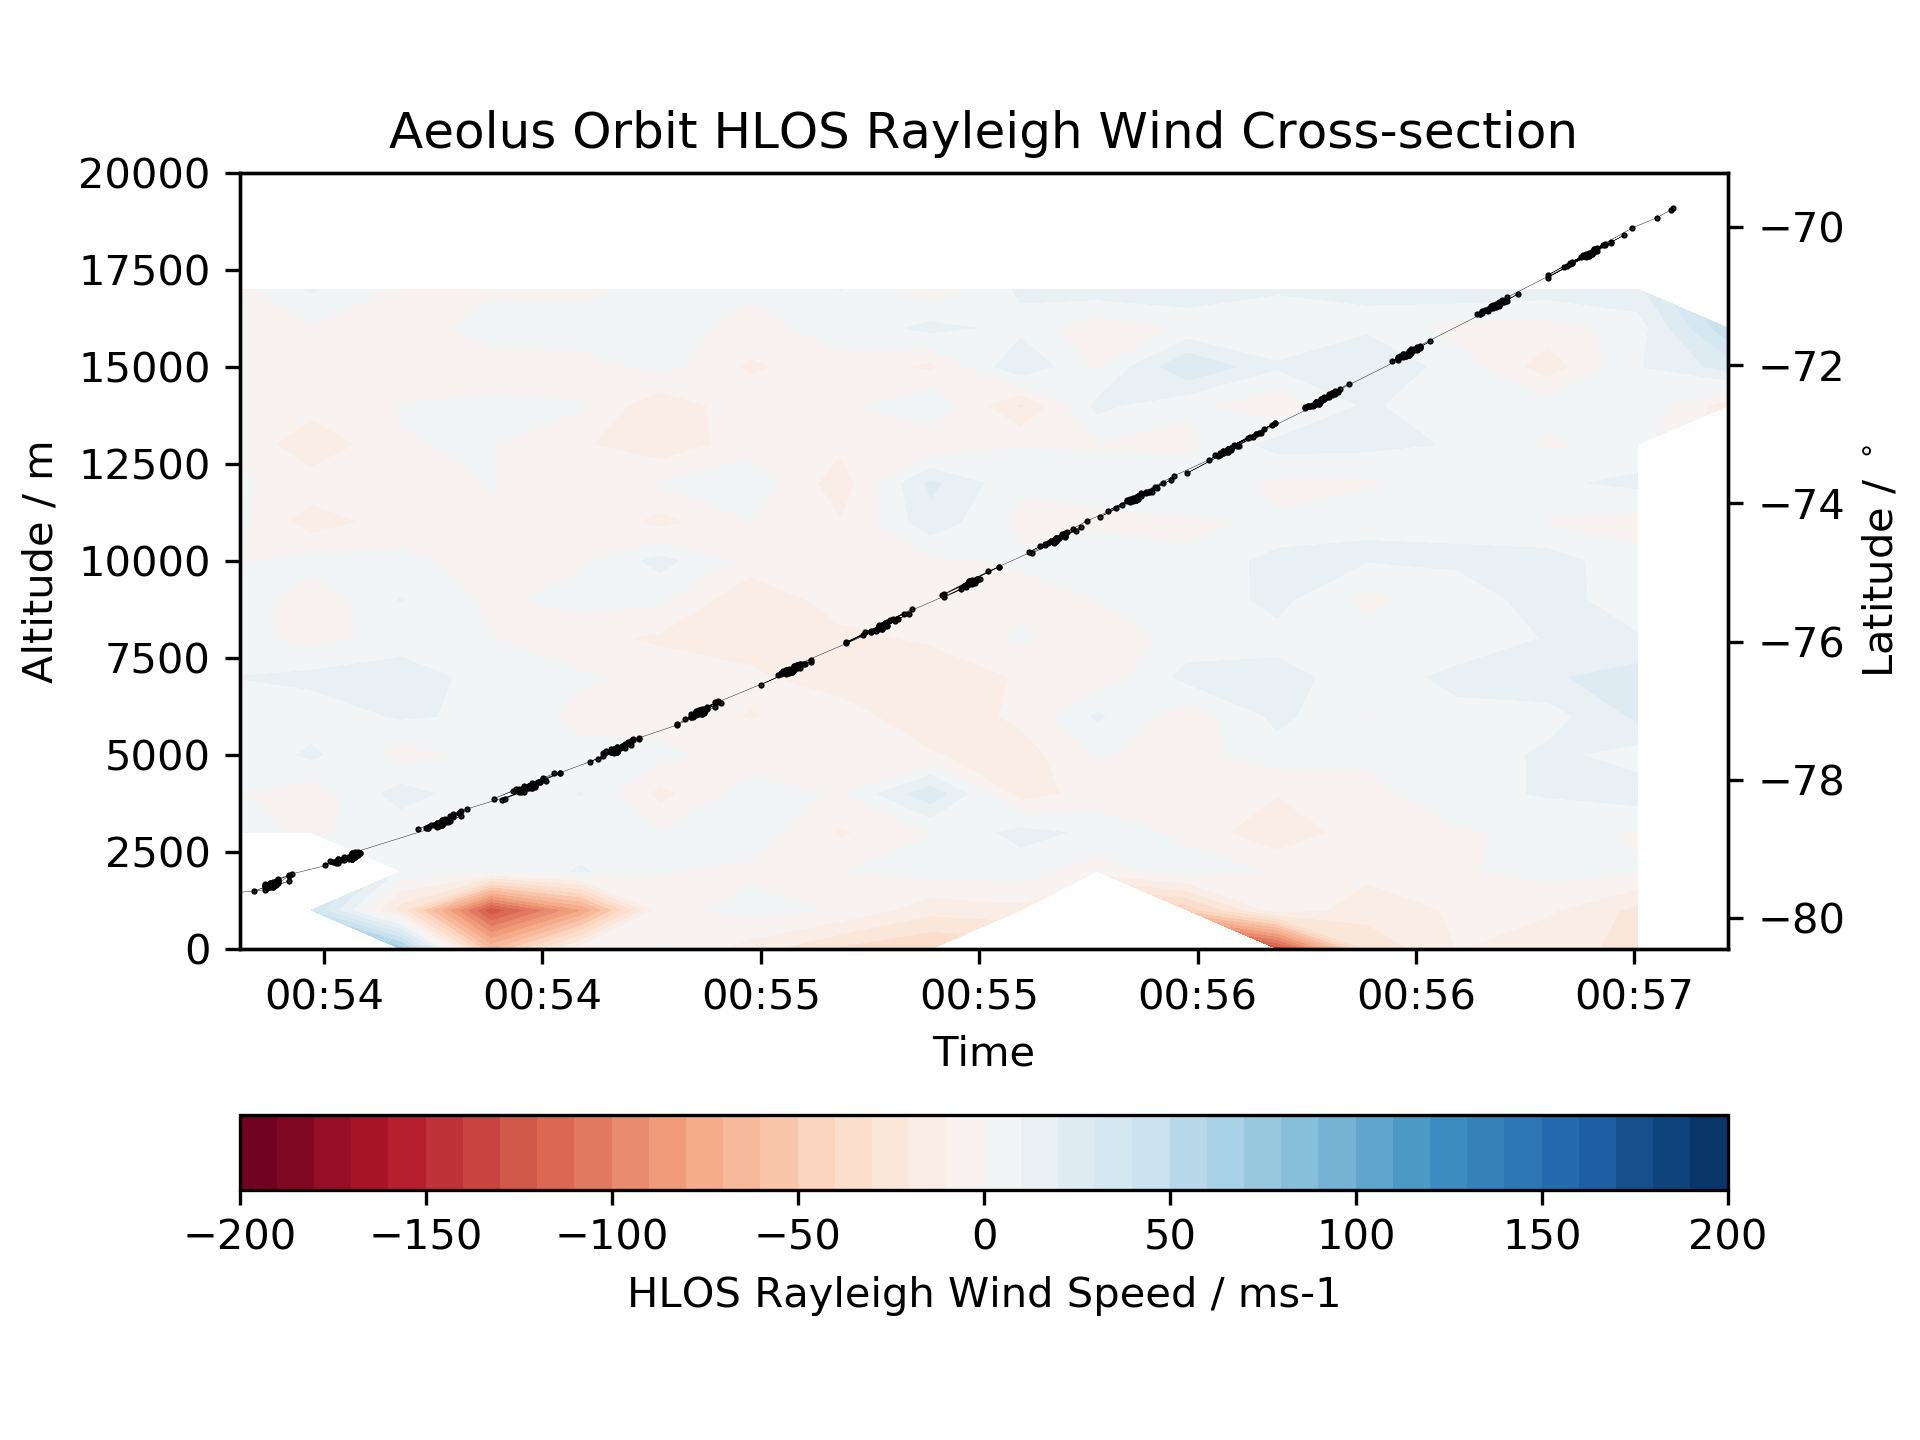 Aeolus Orbit HLOS Rayleigh Wind Cross-section
20000
17500
15000
12500
10000
7500
5000
2500
0
Altitude / m
−70
−72
−74
−76
−78
−80
Latitude / °
00:54 00:54 00:55 00:55 00:56 00:56 00:57
Time
−200 −150 −100 −50 0 50 100 150 200
HLOS Rayleigh Wind Speed / ms-1